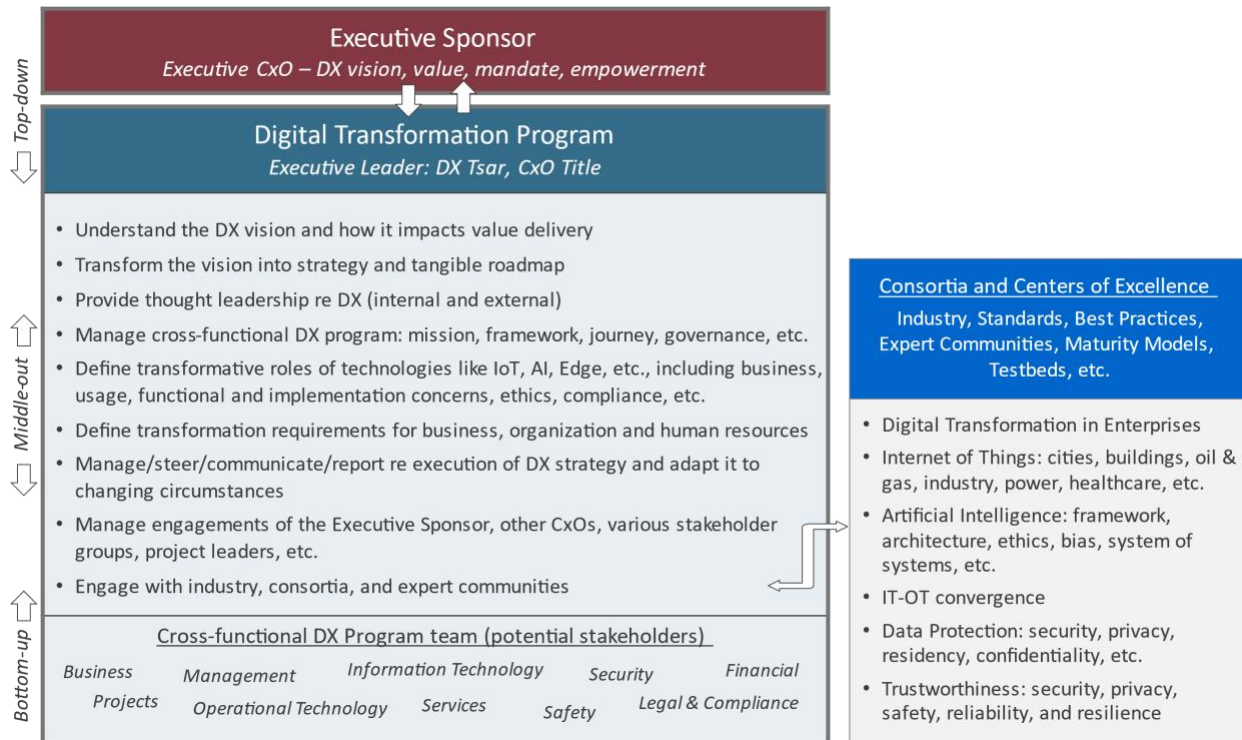 Executive Sponsor
Executive CxO – DX vision, value, mandate, empowerment
Top-down
Digital Transformation Program
Executive Leader: DX Tsar, CxO Title
• Understand the DX vision and how it impacts value delivery
• Transform the vision into strategy and tangible roadmap
• Provide thought leadership re DX (internal and external)
Middle-out
• Manage cross-functional DX program: mission, framework, journey, governance, etc.
• Define transformative roles of technologies like IoT, AI, Edge, etc., including business,
usage, functional and implementation concerns, ethics, compliance, etc.
• Define transformation requirements for business, organization and human resources
• Manage/steer/communicate/report re execution of DX strategy and adapt it to
changing circumstances
• Manage engagements of the Executive Sponsor, other CxOs, various stakeholder
groups, project leaders, etc.
• Engage with industry, consortia, and expert communities
Bottom-up
Cross-functional DX Program team (potential stakeholders)
Business Management Information Technology Security Financial
Projects Operational Technology Services Safety Legal & Compliance
Consortia and Centers of Excellence
Industry, Standards, Best Practices,
Expert Communities, Maturity Models,
Testbeds, etc.
• Digital Transformation in Enterprises
• Internet of Things: cities, buildings, oil &
gas, industry, power, healthcare, etc.
• Artificial Intelligence: framework,
architecture, ethics, bias, system of
systems, etc.
• IT-OT convergence
• Data Protection: security, privacy,
residency, confidentiality, etc.
• Trustworthiness: security, privacy,
safety, reliability, and resilience